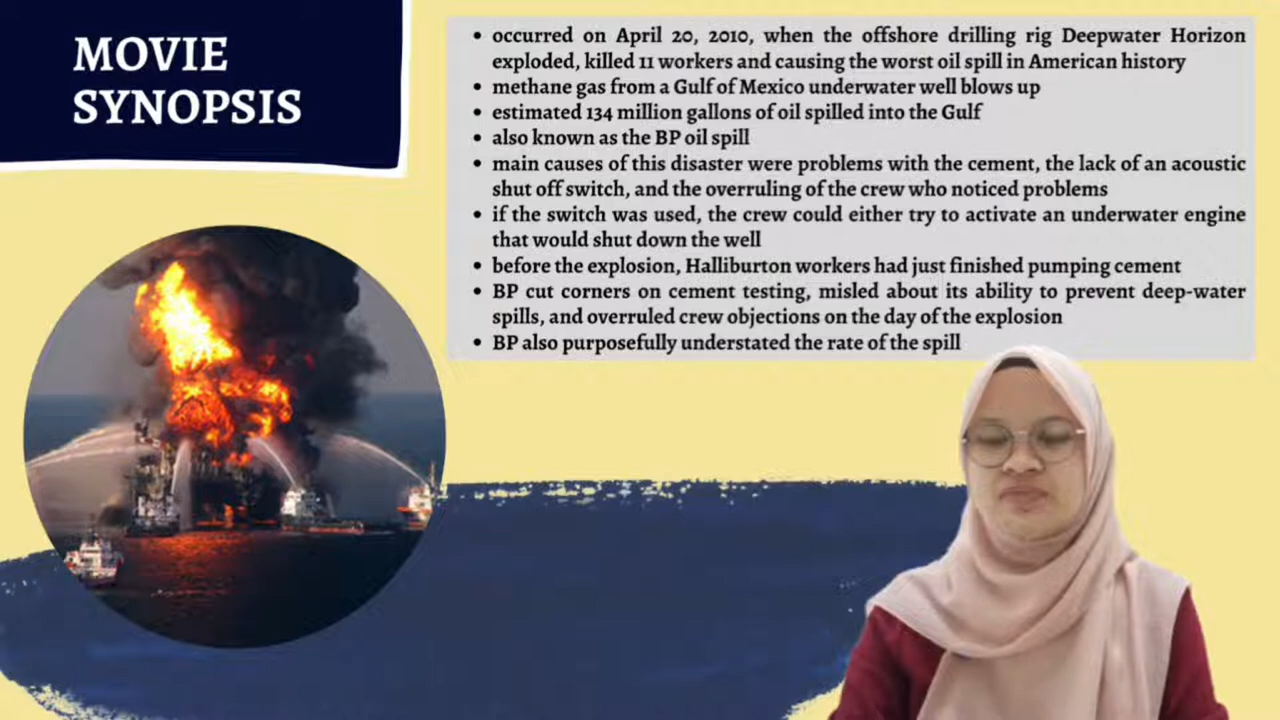 MOVIE
SYNOPSIS
• occurred on April 20, 2010, when the offshore drilling rig Deepwater Horizon
exploded, killed 11 workers and causing the worst oil spill in American history
• methane gas from a Gulf of Mexico underwater well blows up
• estimated 134 million gallons of oil spilled into the Gulf
• also known as the BP oil spill
• main causes of this disaster were problems with the cement, the lack of an acoustic
shut off switch, and the overruling of the crew who noticed problems
• if the switch was used, the crew could either try to activate an underwater engine
that would shut down the well
• before the explosion, Halliburton workers had just finished pumping cement
• BP cut corners on cement testing, misled about its ability to prevent deep-water
spills, and overruled crew objections on the day of the explosion
• BP also purposefully understated the rate of the spill